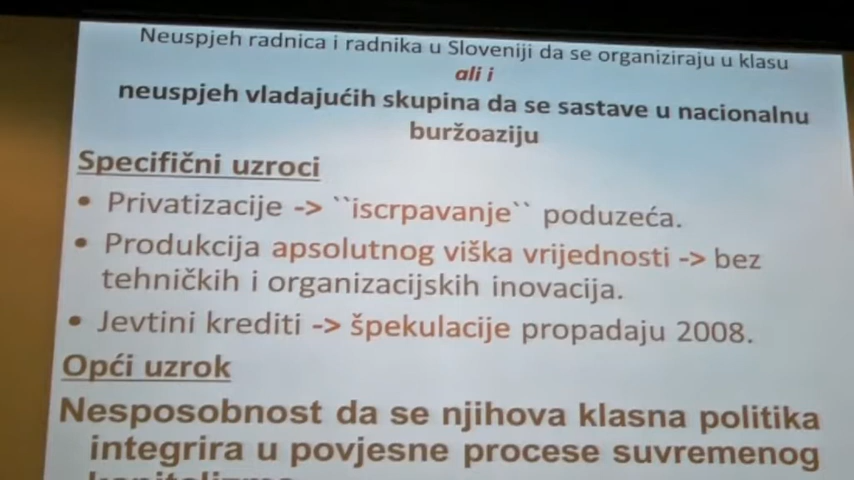 Neuspjeh radnica i radnika u Sloveniji da se organiziraju u klasu
ali i
neuspjeh vladajućih skupina da se sastave u nacionalnu
buržoaziju
Specifični uzroci
• Privatizacije -> ``iscrpavanje`` poduzeća.
• Produkcija apsolutnog viška vrijednosti -> bez
tehničkih i organizacijskih inovacija.
• Jevtini krediti -> špekulacije propadaju 2008.
Opći uzrok
Nesposobnost da se njihova klasna politika
integrira u povjesne procese suvremenog